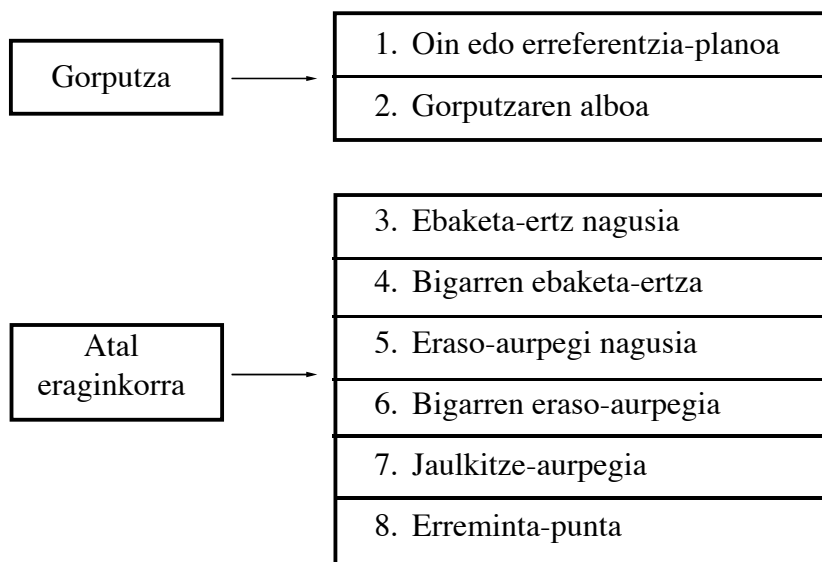 Gorputza
1. Oin edo erreferentzia-planoa
2. Gorputzaren alboa
Atal
eraginkorra
3. Ebaketa-ertz nagusia
4. Bigarren ebaketa-ertza
5. Eraso-aurpegi nagusia
6. Bigarren eraso-aurpegia
7. Jaulkitze-aurpegia
8. Erreminta-punta